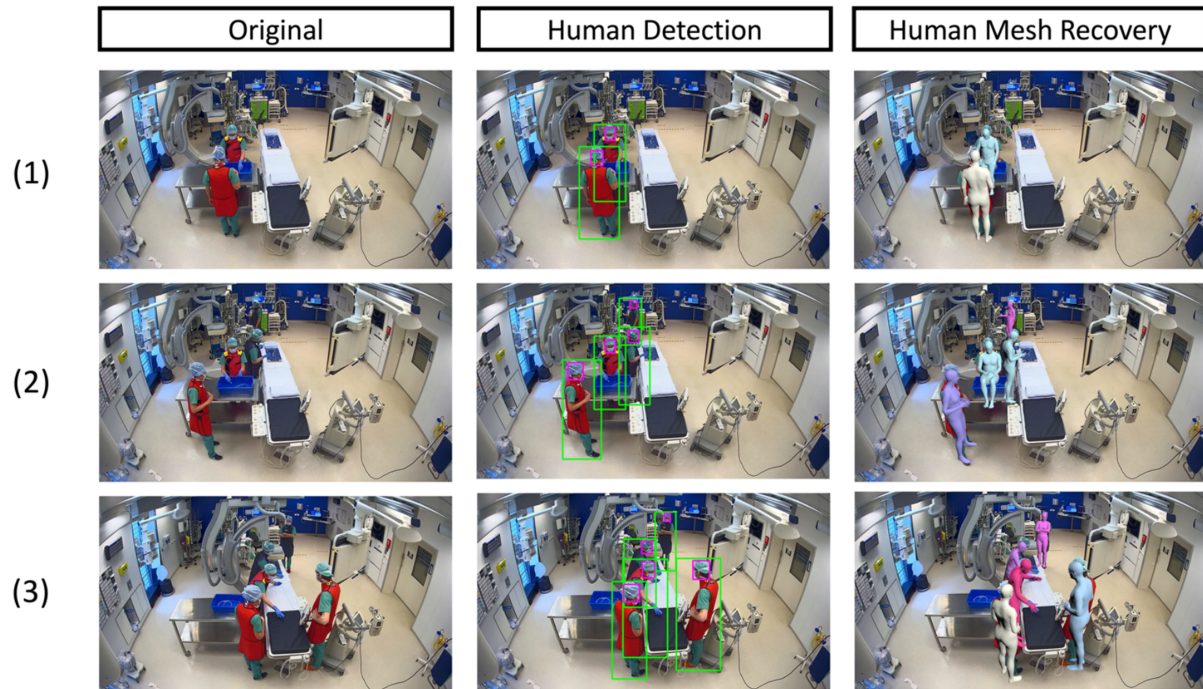 Original
Human Detection
Human Mesh Recovery
(1)
(2)
(3)